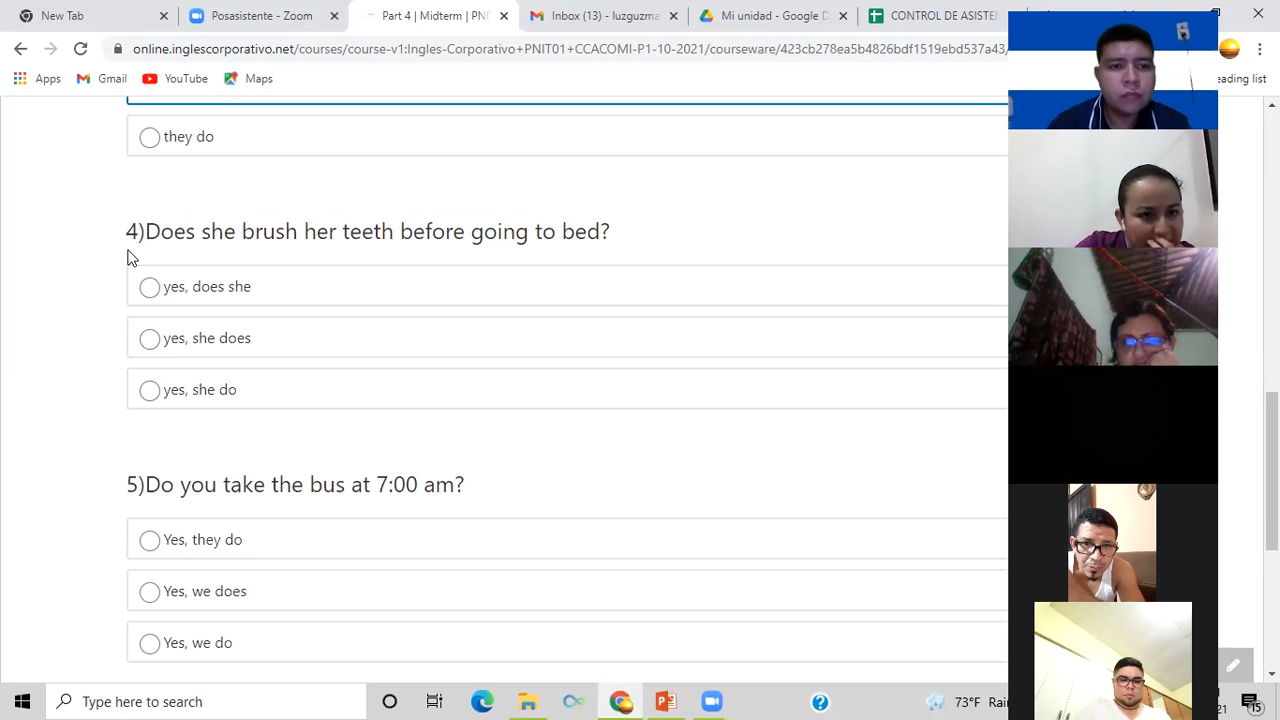 New Tab
Posasistente - Zoom
Part 4 | Midterm | PNI
Inbox (13) - luzguzma
Mi unidad - Google D
CONTROL DE ASISTE
online.inglescorporativo.net/courses/course-v1:Ingles-Corporativo+PNIT01+CCACOMI-P1-10-2021/courseware/423cb278ea5b4826bdf1519eb6537a43/
Apps
Gmail
YouTube
Maps
ading list
they do
4)Does she brush her teeth before going to bed?
yes, does she
yes, she does
yes, she do
5)Do you take the bus at 7:00 am?
Yes, they do
Yes, we does
Yes, we do
Type here to search
73°F
15